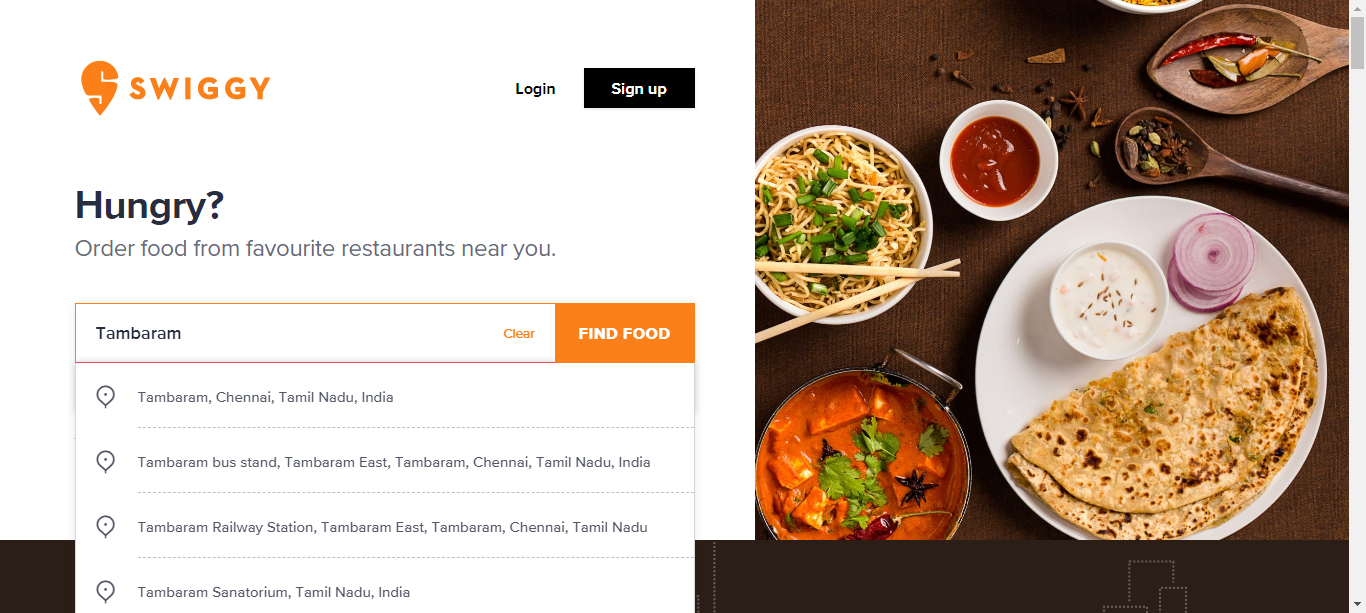 SWIGGY
Login
Sign up
Hungry?
Order food from favourite restaurants near you.
Tambaram
Clear
FIND FOOD
Tambaram, Chennai, Tamil Nadu, India
Tambaram bus stand, Tambaram East, Tambaram, Chennai, Tamil Nadu, India
Tambaram Railway Station, Tambaram East, Tambaram, Chennai, Tamil Nadu
Tambaram Sanatorium, Tamil Nadu, India